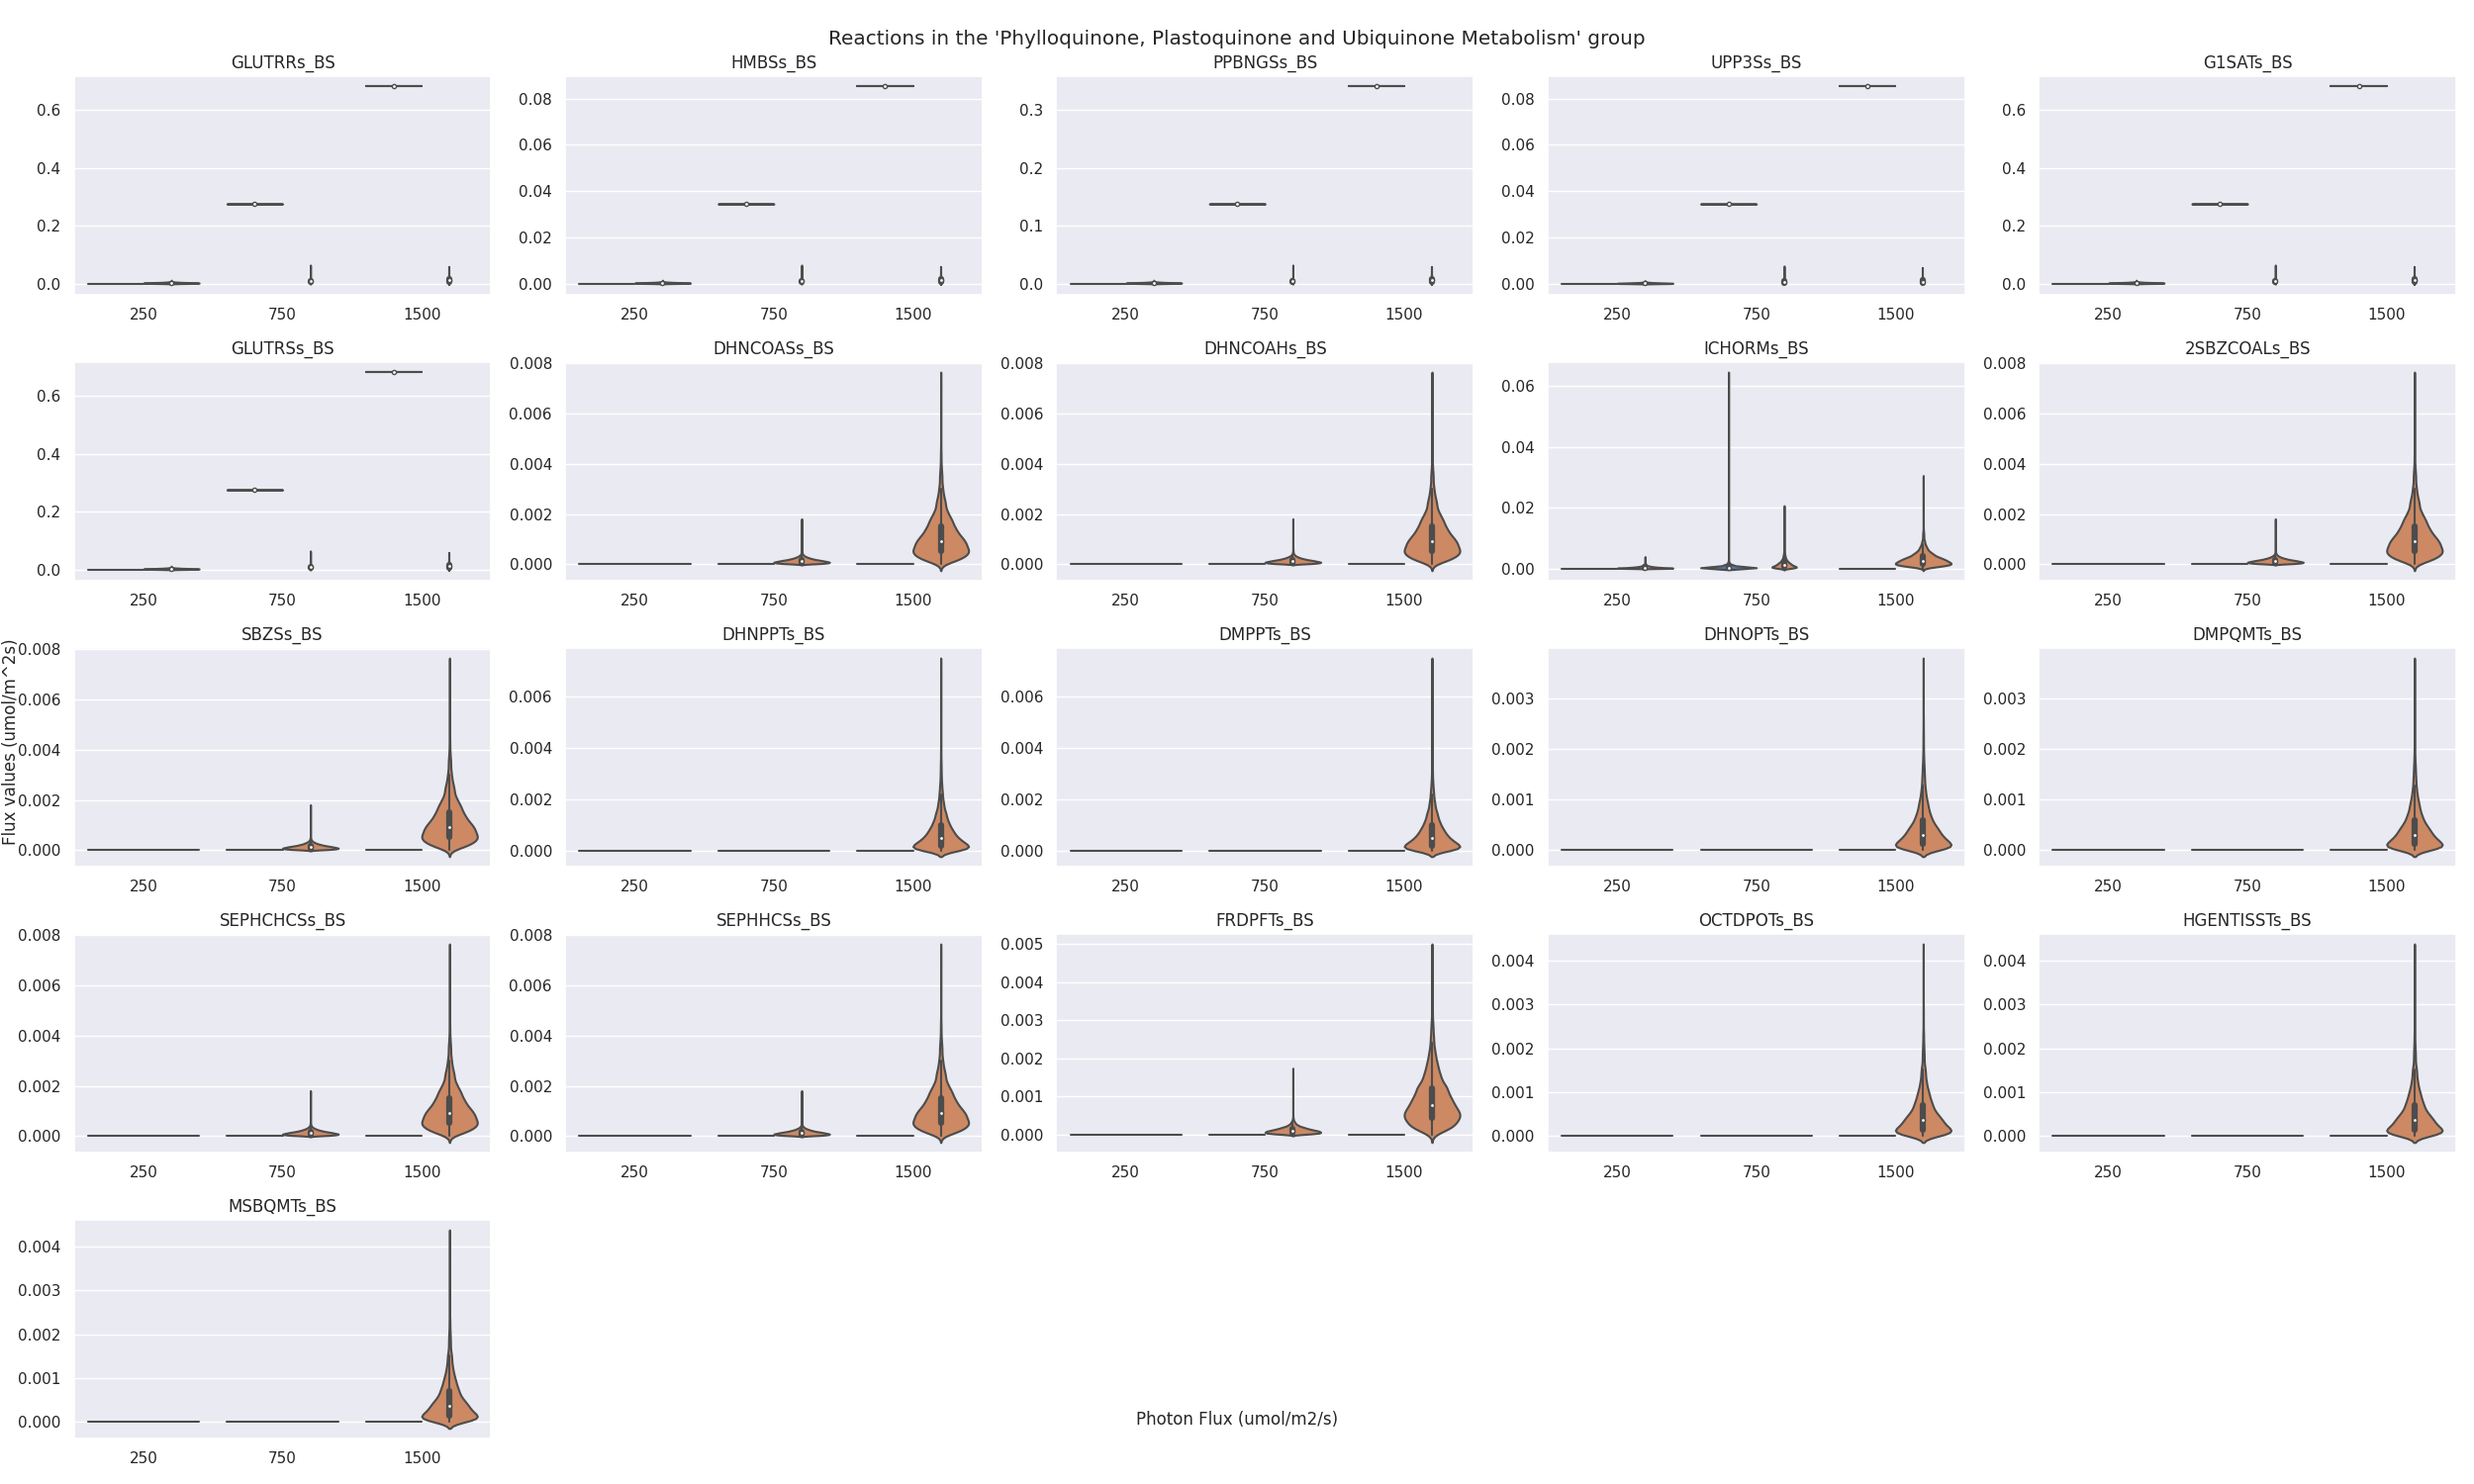 Reactions in the 'Phylloquinone, Plastoquinone and Ubiquinone Metabolism' group
GLUTRRs_BS HMBSs_BS PPBNGSs_BS UPP3Ss_BS G1SATs_BS
0.6 0.08 0.3 0.08 0.6
0.4 0.06 0.2 0.06 0.4
0.2 0.04 0.1 0.04 0.2
0.0 0.02 0.0 0.02 0.0
0.00 0.00
250 750 1500 250 750 1500 250 750 1500 250 750 1500 250 750 1500
GLUTRSs_BS DHNCOASs_BS DHNCOAHs_BS ICHORMs_BS 2SBZCOALs_BS
0.6 0.008 0.008 0.06 0.008
0.4 0.006 0.006 0.04 0.006
0.2 0.004 0.004 0.02 0.004
0.0 0.002 0.002 0.00 0.002
0.000 0.000 0.000
250 750 1500 250 750 1500 250 750 1500 250 750 1500 250 750 1500
Flux values (umol/m^2s)
SBZSs_BS DHNPPTs_BS DMPPTs_BS DHNOPTs_BS DMPQMTs_BS
0.008 0.006 0.006 0.003 0.003
0.006 0.004 0.004 0.002 0.002
0.004 0.002 0.002 0.001 0.001
0.002 0.000 0.000 0.000 0.000
0.000
250 750 1500 250 750 1500 250 750 1500 250 750 1500 250 750 1500
SEPHCHCSs_BS SEPHHCSs_BS FRDPFTs_BS OCTDPOTs_BS HGENTISSTs_BS
0.008 0.008 0.005 0.004 0.004
0.006 0.006 0.004 0.003 0.003
0.004 0.004 0.003 0.002 0.002
0.002 0.002 0.002 0.001 0.001
0.000 0.000 0.001 0.000 0.000
0.000
250 750 1500 250 750 1500 250 750 1500 250 750 1500 250 750 1500
MSBQMTs_BS
0.004
0.003
0.002
0.001
0.000
250 750 1500
Photon Flux (umol/m2/s)